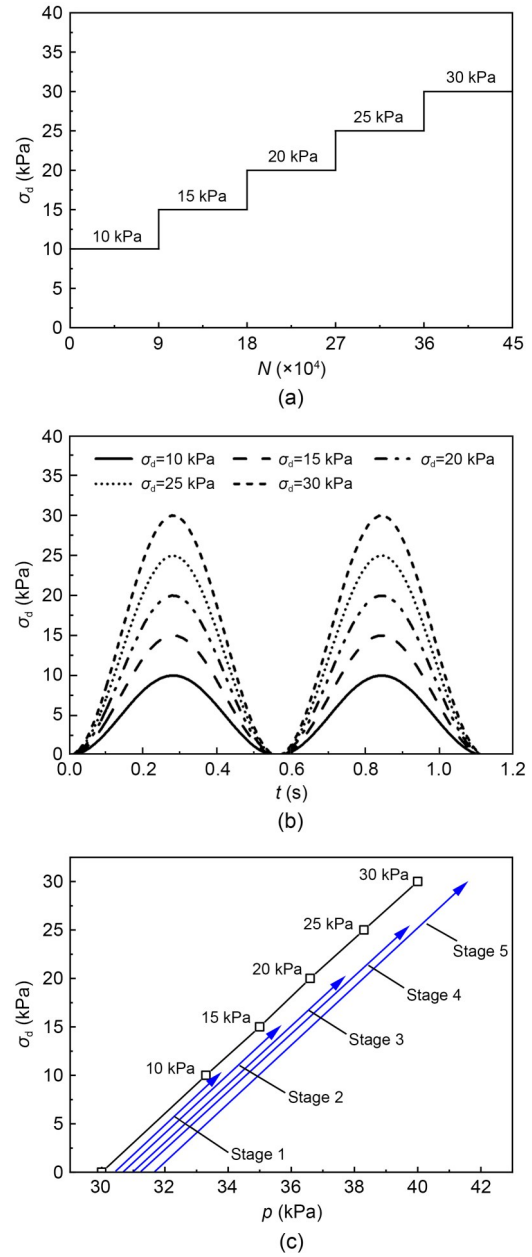 40
35
30
25
20
15
10
5
0
σd (kPa)
10 kPa
15 kPa
20 kPa
25 kPa
30 kPa
0 9 18 27 36 45
N (×10⁴)
(a)
40
35
30
25
20
15
10
5
0
σd (kPa)
σd=10 kPa σd=15 kPa σd=20 kPa
σd=25 kPa σd=30 kPa
0.0 0.2 0.4 0.6 0.8 1.0 1.2
t (s)
(b)
30
25
20
15
10
5
0
σd (kPa)
30 kPa
25 kPa
20 kPa
15 kPa
10 kPa
Stage 5
Stage 4
Stage 3
Stage 2
Stage 1
30 32 34 36 38 40 42
p (kPa)
(c)